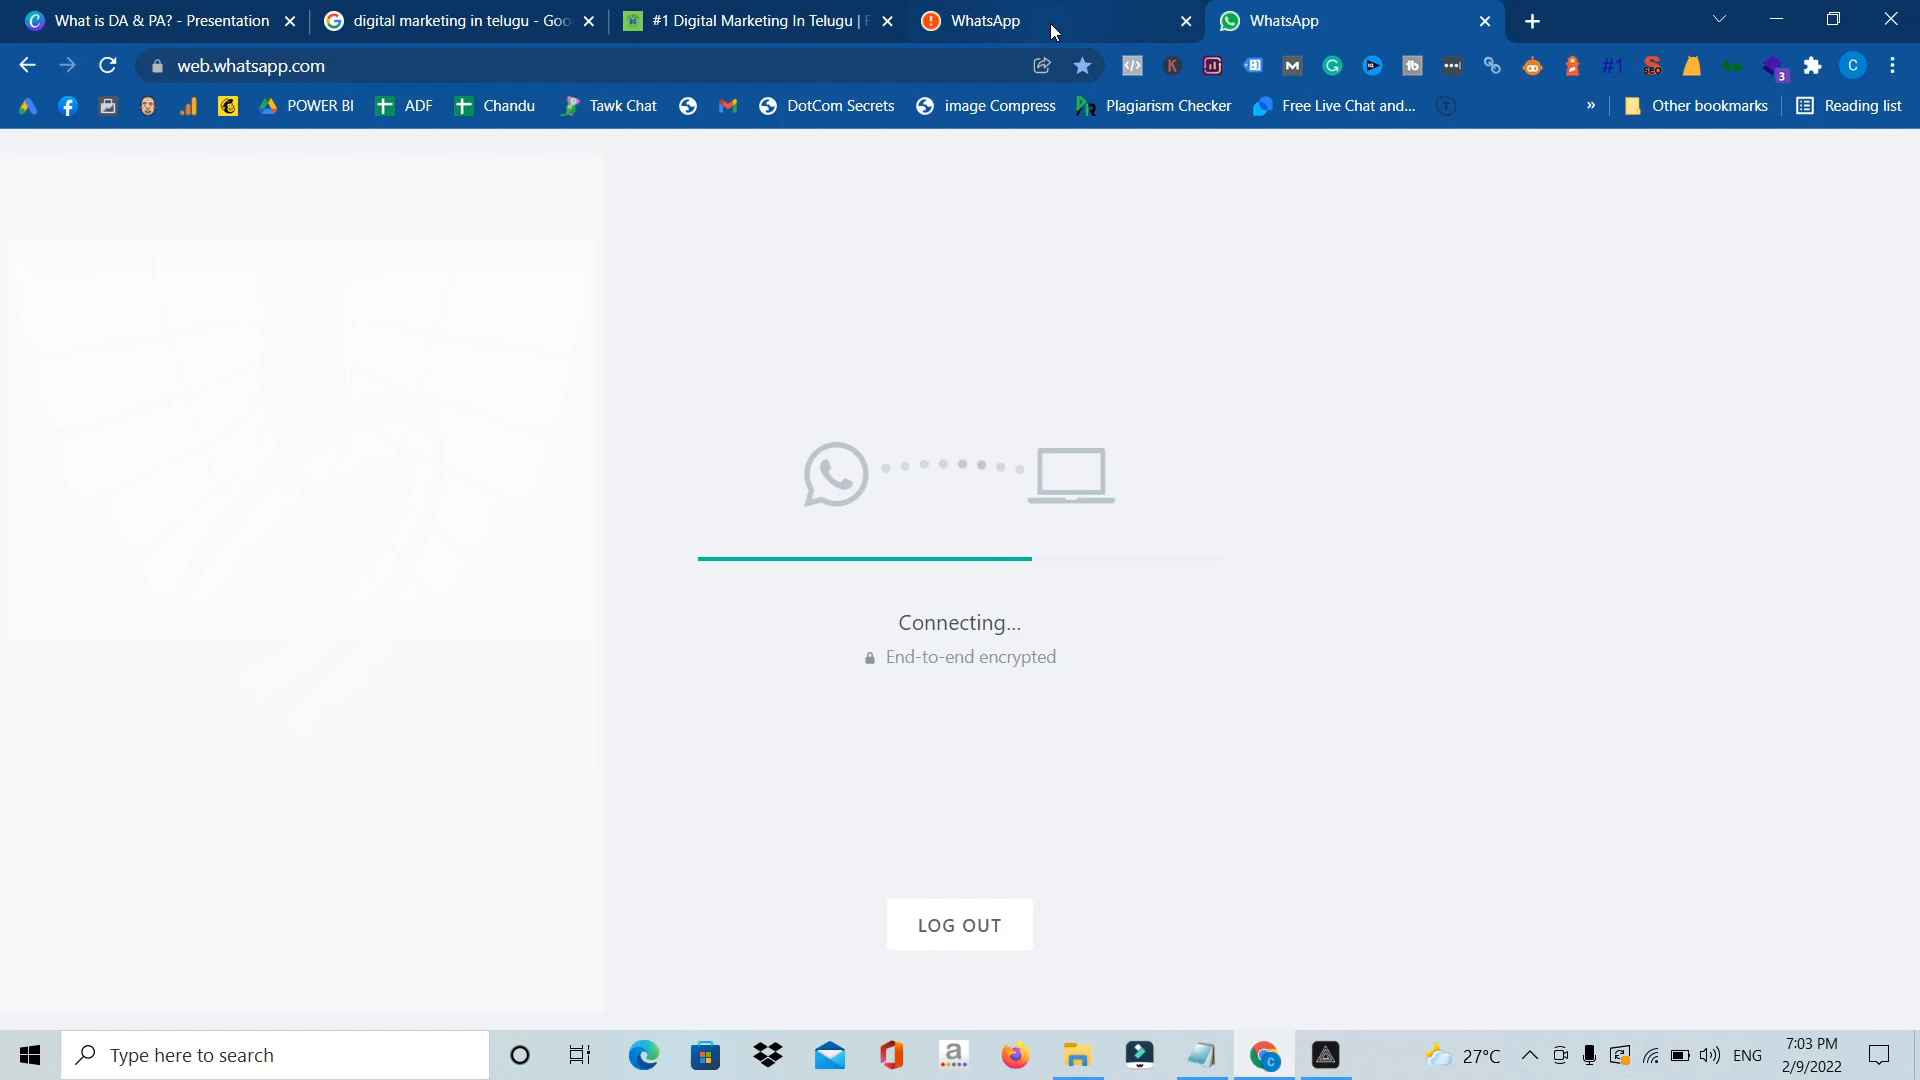 What is DA & PA? - Presentation
digital marketing in telugu - Goo
#1 Digital Marketing In Telugu | F
WhatsApp
WhatsApp
web.whatsapp.com
#1
SEO
3
C
POWER BI
ADF
Chandu
Tawk Chat
DotCom Secrets
image Compress
Plagiarism Checker
Free Live Chat and...
»
Other bookmarks
Reading list
Connecting...
End-to-end encrypted
LOG OUT
Type here to search
27°C
ENG
7:03 PM
2/9/2022